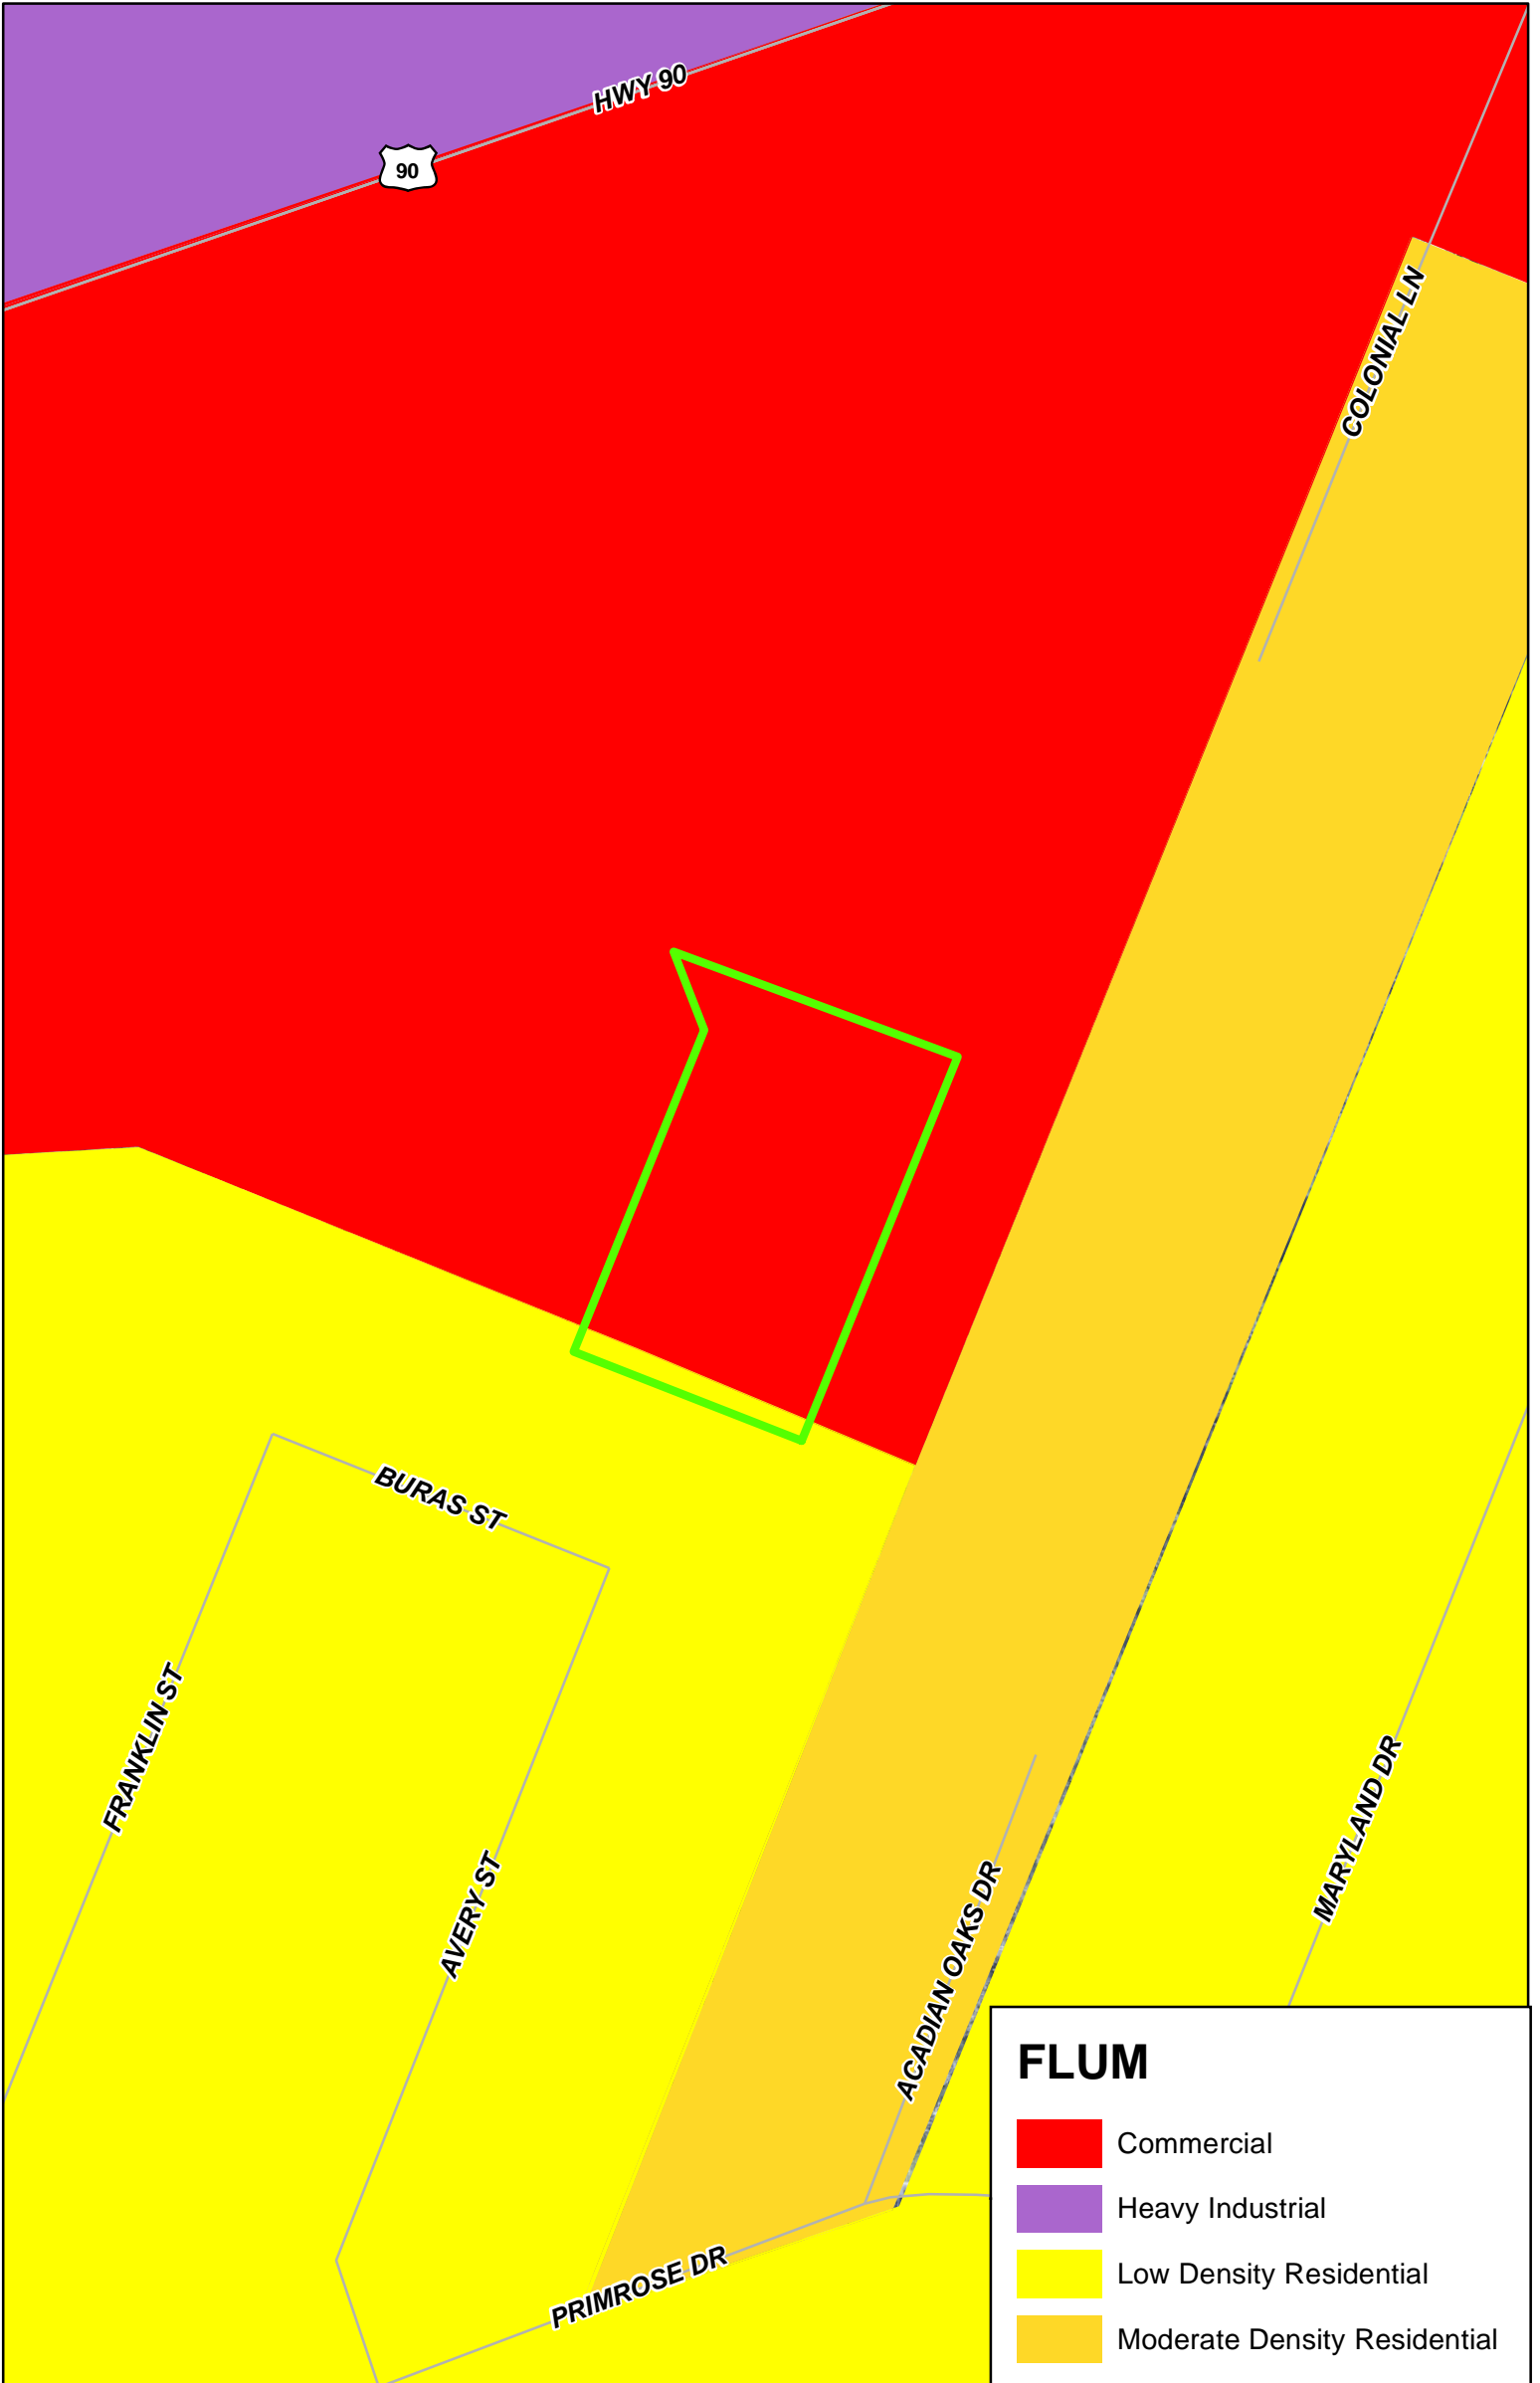 HWY 90
90
COLONIAL LN
BURAS ST
FRANKLIN ST
AVERY ST
MARYLAND DR
ACADIAN OAKS DR
PRIMROSE DR
FLUM
Commercial
Heavy Industrial
Low Density Residential
Moderate Density Residential